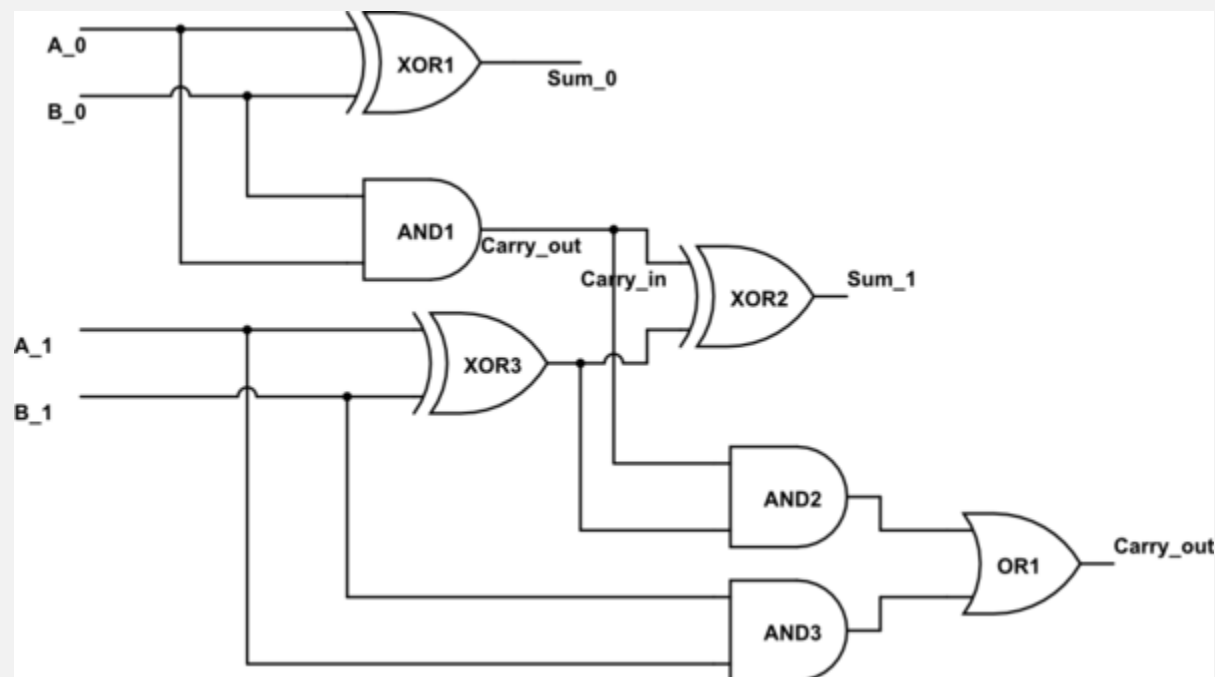 A_0
XOR1
Sum_0
B_0
AND1
Carry_out
Carry_in
XOR2
Sum_1
A_1
XOR3
B_1
AND2
OR1
Carry_out
AND3